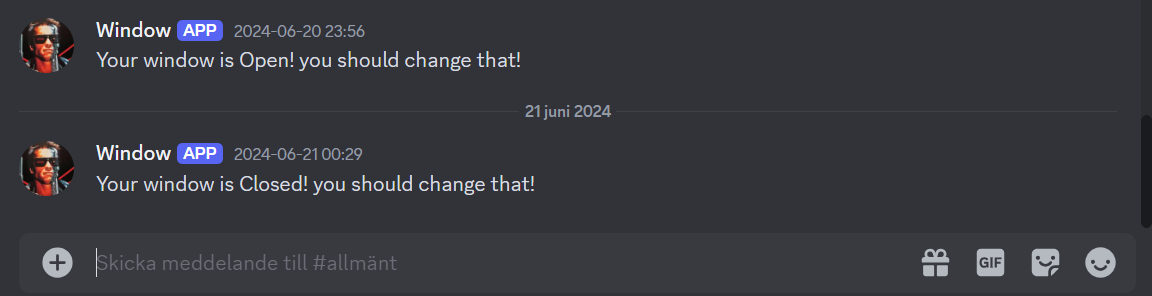 Window APP 2024-06-20 23:56
Your window is Open! you should change that!
21 juni 2024
Window APP 2024-06-21 00:29
Your window is Closed! you should change that!
Skicka meddelande till #allmänt
GIF